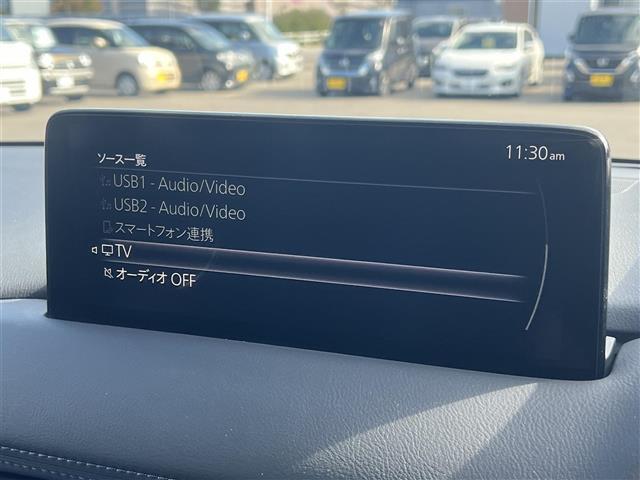 ソース一覧
11:30am
USB1 - Audio/Video
USB2 - Audio/Video
スマートフォン連携
TV
オーディオ OFF